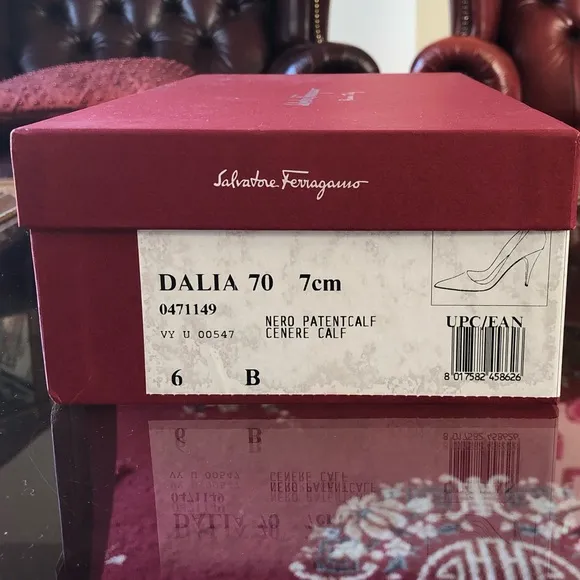 Salvatore Ferragamo
DALIA 70 7cm
0471149
VY U 00547
NERO PATENTCALF
CENERE CALF
UPC/EAN
6 B
8 017582 458626